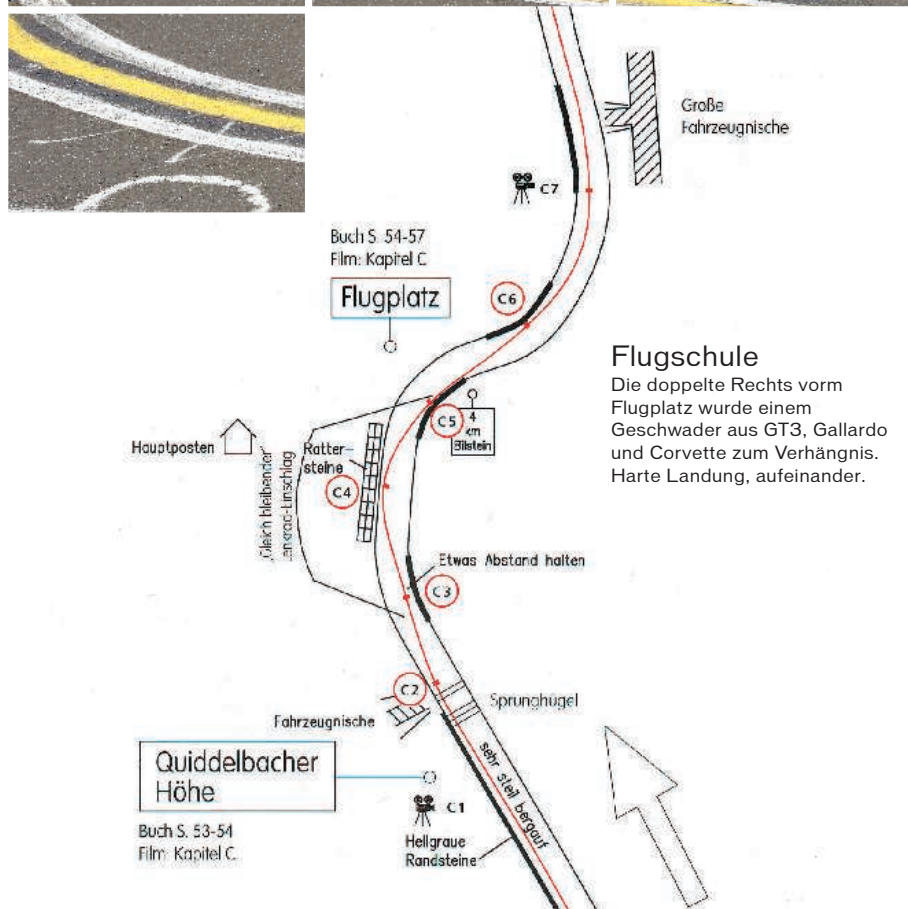 Große
Fahrzeugnische
C7
Buch S. 54-57
Film: Kapitel C
Flugplatz
C6
Flugschule
Die doppelte Rechts vorm
Flugplatz wurde einem
Geschwader aus GT3, Gallardo
und Corvette zum Verhängnis.
Harte Landung, aufeinander.
C5
4
km
Bilstein
Hauptposten
Ratter-
steine
C4
Gleich bleibender
Lenkrad-Einschlag
Etwas Abstand halten
C3
C2
Sprunghügel
Fahrzeugnische
sehr steil bergauf
Quiddelbacher
Höhe
C1
Buch S. 53-54
Film: Kapitel C
Hellgraue
Randsteine